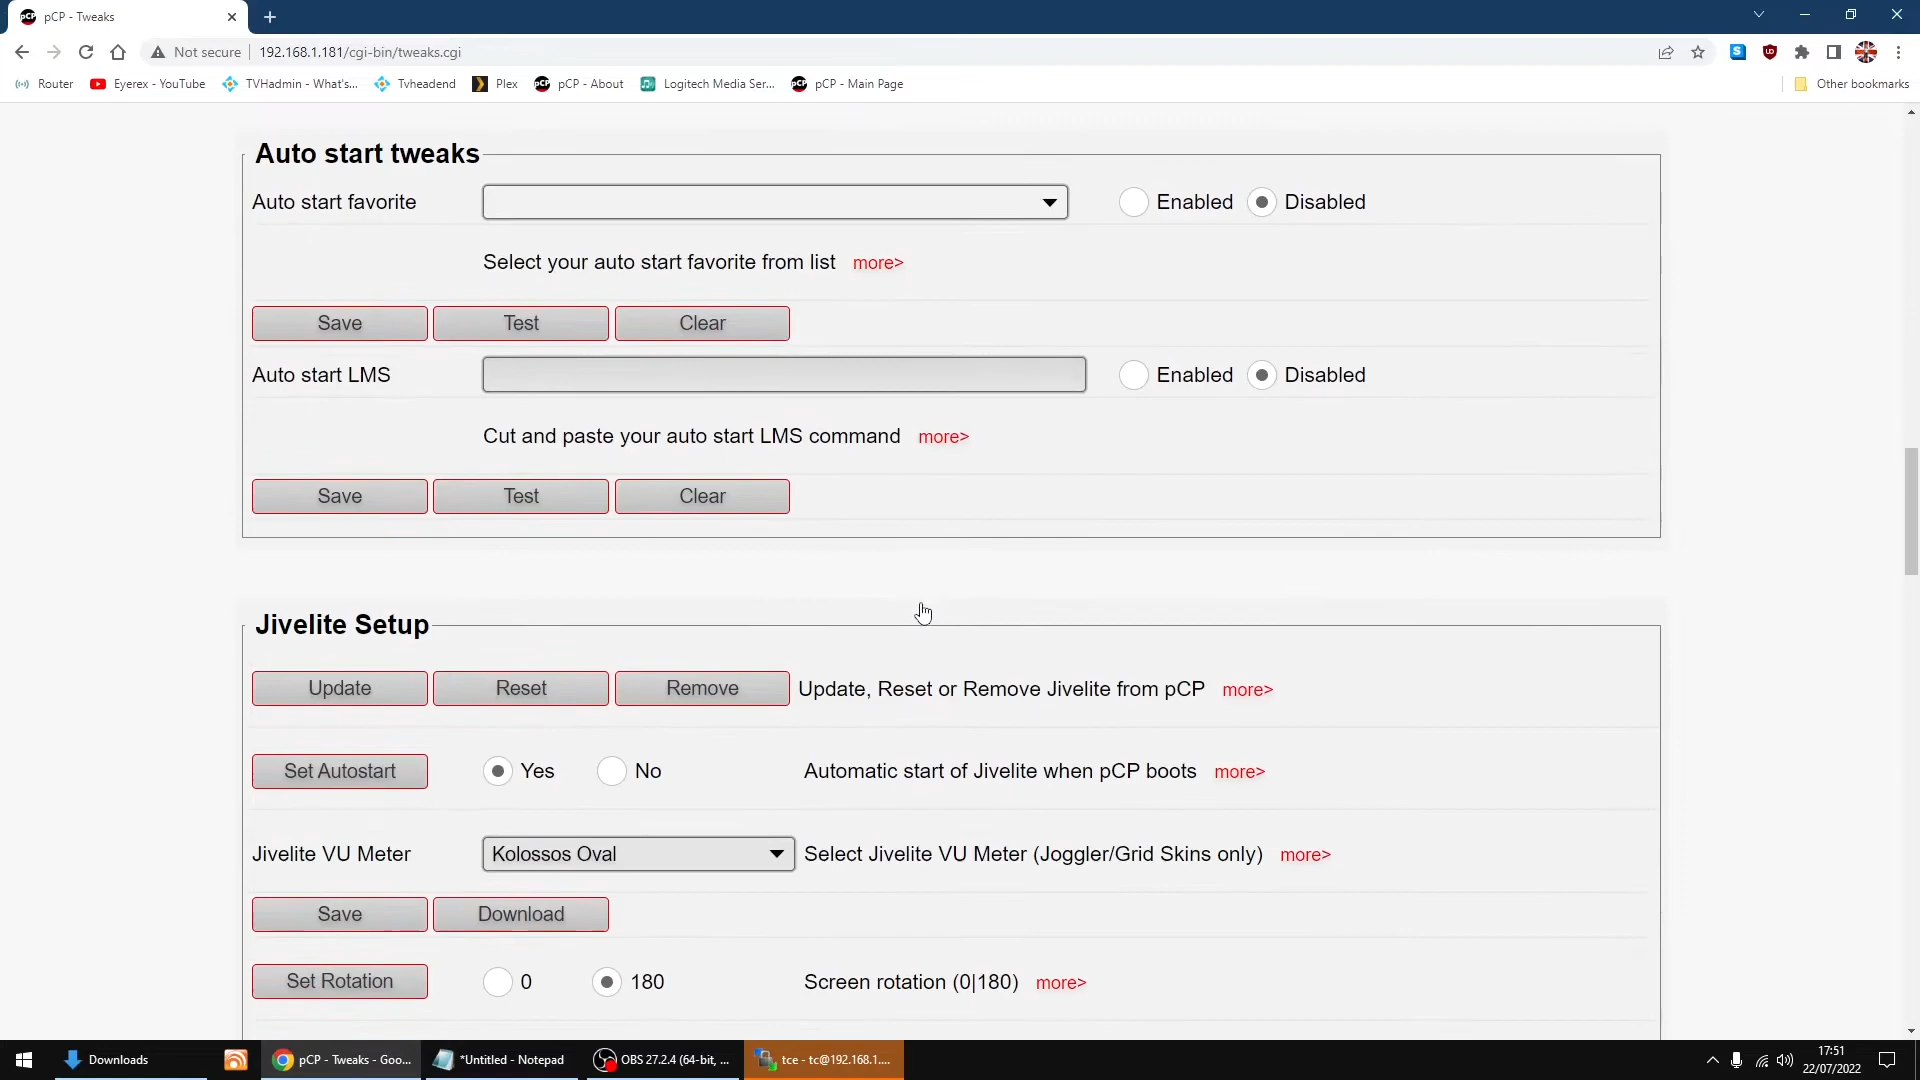 pCP - Tweaks
Not secure 192.168.1.181/cgi-bin/tweaks.cgi
Router Eyerex - YouTube TVHadmin - What's... Tvheadend Plex pCP - About Logitech Media Ser... pCP - Main Page Other bookmarks
Auto start tweaks
Auto start favorite Enabled Disabled
Select your auto start favorite from list more>
Save Test Clear
Auto start LMS Enabled Disabled
Cut and paste your auto start LMS command more>
Save Test Clear
Jivelite Setup
Update Reset Remove Update, Reset or Remove Jivelite from pCP more>
Set Autostart Yes No Automatic start of Jivelite when pCP boots more>
Jivelite VU Meter Kolossos Oval Select Jivelite VU Meter (Joggler/Grid Skins only) more>
Save Download
Set Rotation 0 180 Screen rotation (0|180) more>
Downloads pCP - Tweaks - Goo... *Untitled - Notepad OBS 27.2.4 (64-bit, ... tce - tc@192.168.1.... 17:51
22/07/2022